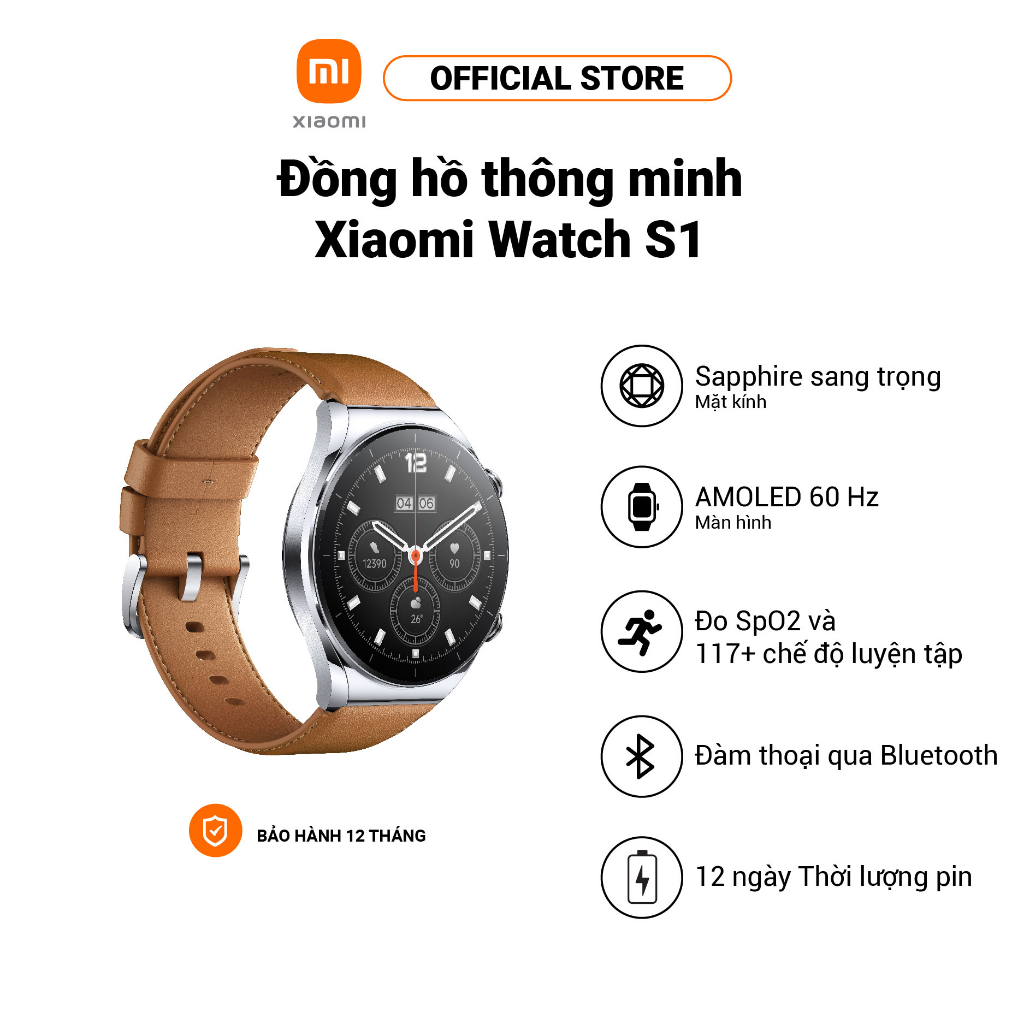 mi
xiaomi
OFFICIAL STORE
Đồng hồ thông minh
Xiaomi Watch S1
Sapphire sang trọng
Mặt kính
12
04 06
AMOLED 60 Hz
Màn hình
12390
90
26°
Đo SpO2 và
117+ chế độ luyện tập
Đàm thoại qua Bluetooth
BẢO HÀNH 12 THÁNG
12 ngày Thời lượng pin